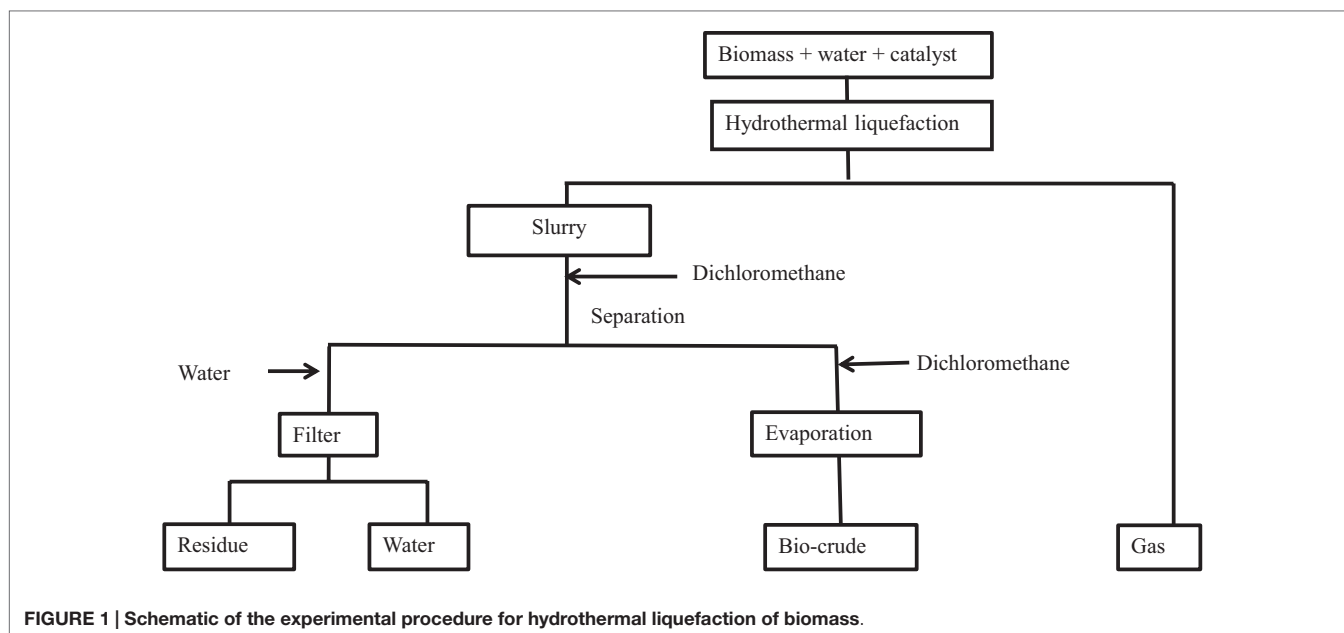 Biomass + water + catalyst
Hydrothermal liquefaction
Slurry
Dichloromethane
Separation
Water
Dichloromethane
Filter
Evaporation
Residue
Water
Bio-crude
Gas
FIGURE 1 | Schematic of the experimental procedure for hydrothermal liquefaction of biomass.